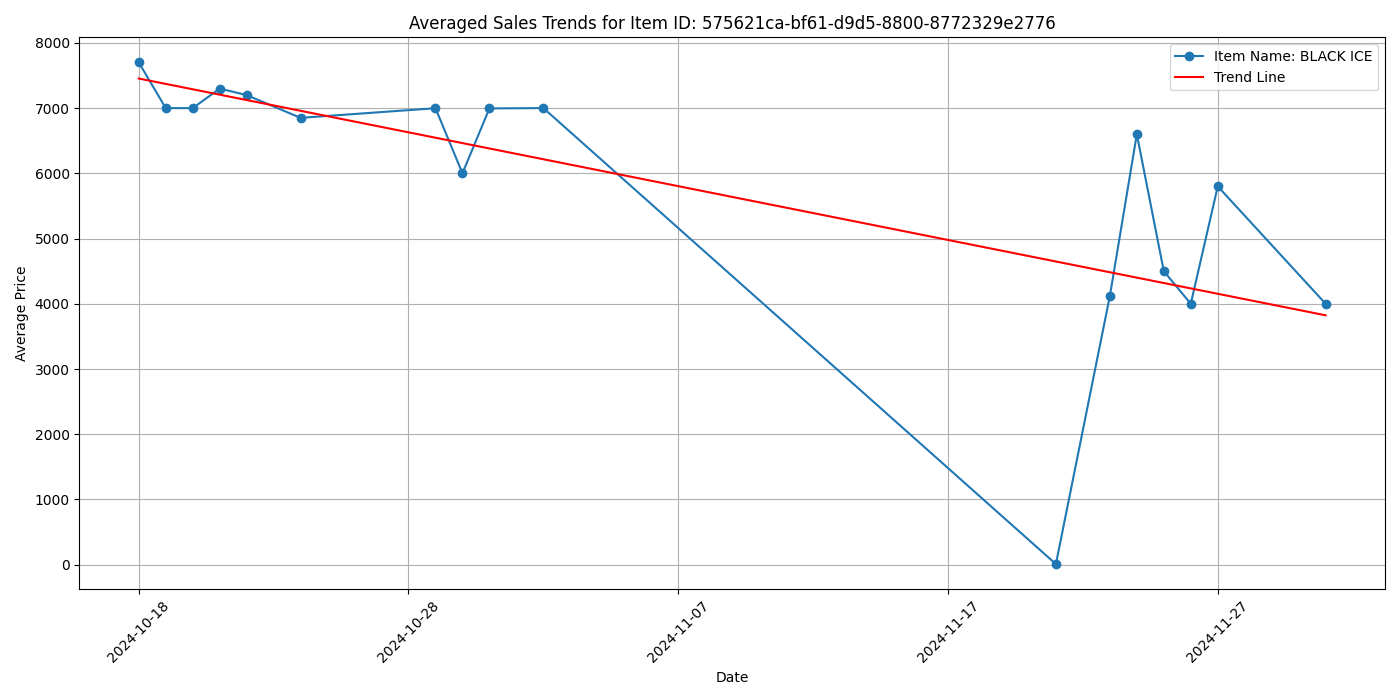 Averaged Sales Trends for Item ID: 575621ca-bf61-d9d5-8800-8772329e2776
Item Name: BLACK ICE
Trend Line
Average Price
8000
7000
6000
5000
4000
3000
2000
1000
0
2024-10-18
2024-10-28
2024-11-07
2024-11-17
2024-11-27
Date